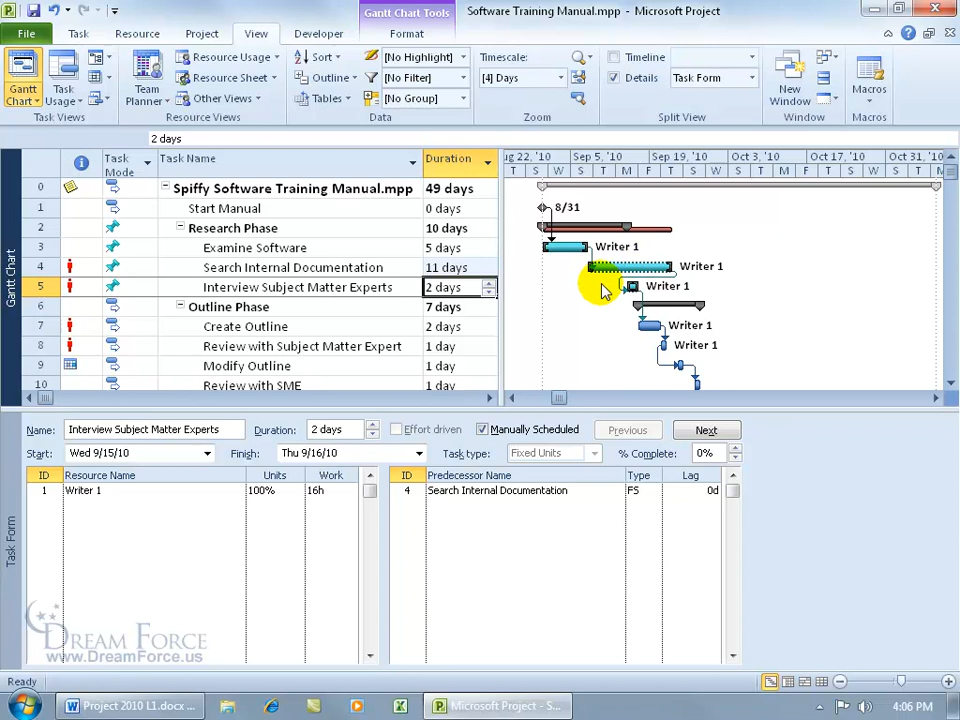 Gantt Chart Tools
Software Training Manual.mpp - Microsoft Project
File Task Resource Project View Developer Format
Gantt Chart
Task Usage
Task Views
Team Planner
Resource Usage
Resource Sheet
Other Views
Resource Views
Sort
Outline
Tables
[No Highlight]
[No Filter]
[No Group]
Data
Timescale:
[4] Days
Zoom
Timeline
Details Task Form
Split View
New Window
Window
Macros
Macros
2 days
Task Mode Task Name Duration
ug 22, '10 Sep 5, '10 Sep 19, '10 Oct 3, '10 Oct 17, '10 Oct 31, '10
T S W S T M F T S W S T M F T S W
0 Spiffy Software Training Manual.mpp 49 days
1 Start Manual 0 days 8/31
2 Research Phase 10 days
3 Examine Software 5 days Writer 1
4 Search Internal Documentation 11 days Writer 1
5 Interview Subject Matter Experts 2 days Writer 1
6 Outline Phase 7 days
7 Create Outline 2 days Writer 1
8 Review with Subject Matter Expert 1 day Writer 1
9 Modify Outline 1 day
10 Review with SME 1 day
Gantt Chart
Name: Interview Subject Matter Experts Duration: 2 days Effort driven Manually Scheduled Previous Next
Start: Wed 9/15/10 Finish: Thu 9/16/10 Task type: Fixed Units % Complete: 0%
ID Resource Name Units Work ID Predecessor Name Type Lag
1 Writer 1 100% 16h 4 Search Internal Documentation FS 0d
Task Form
DREAM FORCE
www.DreamForce.us
Ready
Project 2010 L1.docx ... Microsoft Project - S... 4:06 PM